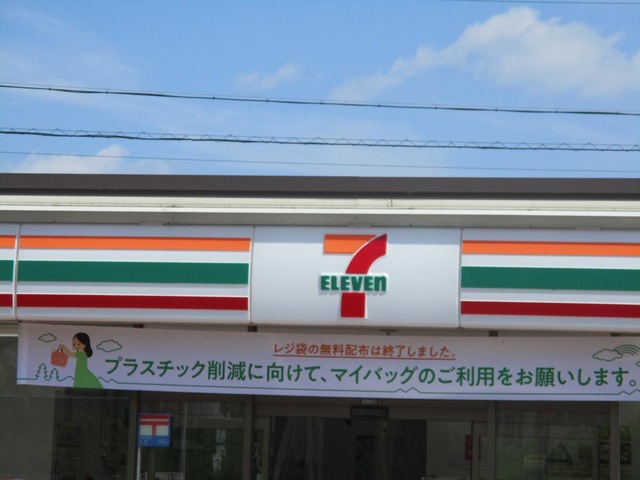 7
ELEVEn
レジ袋の無料配布は終了しました。
プラスチック削減に向けて、マイバッグのご利用をお願いします。